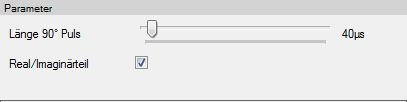 Parameter
Länge 90° Puls 40µs
Real/Imaginärteil